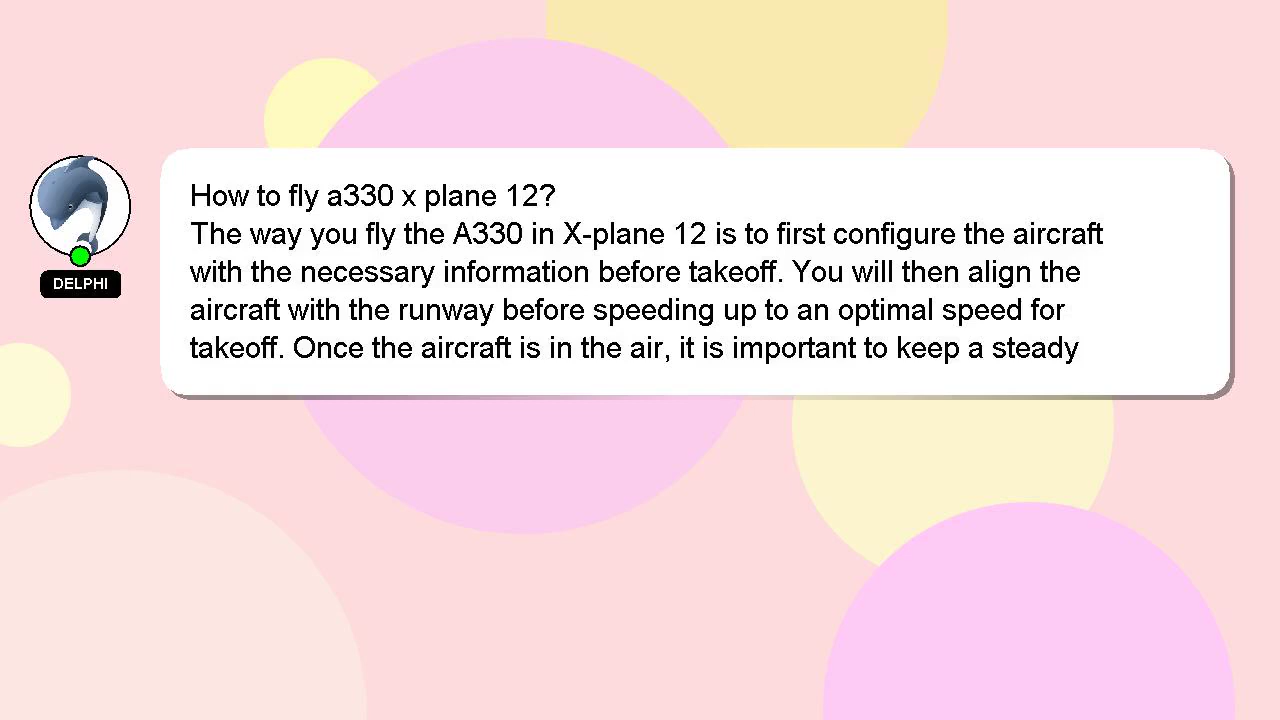 How to fly a330 x plane 12?
The way you fly the A330 in X-plane 12 is to first configure the aircraft
with the necessary information before takeoff. You will then align the
aircraft with the runway before speeding up to an optimal speed for
takeoff. Once the aircraft is in the air, it is important to keep a steady
DELPHI